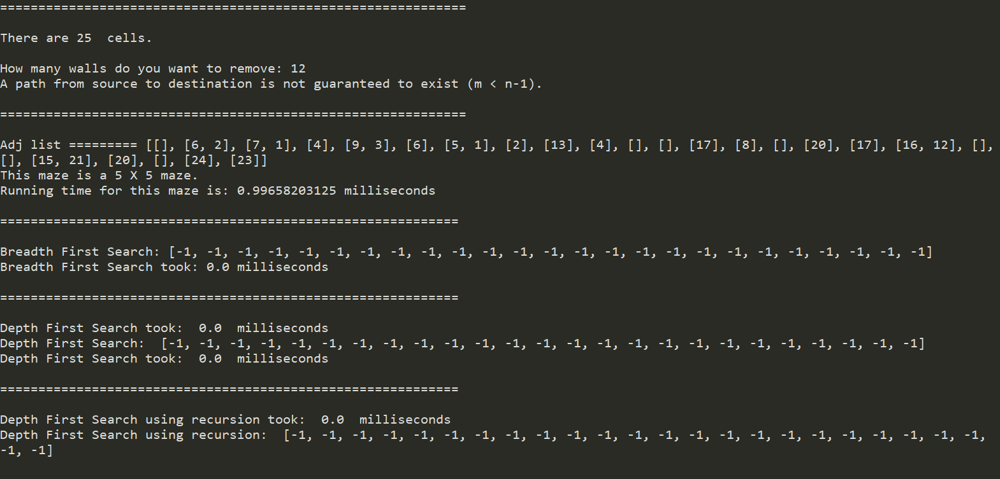 =============================================================
There are 25  cells.
How many walls do you want to remove: 12
A path from source to destination is not guaranteed to exist (m < n-1).
=============================================================
Adj list ========= [[], [6, 2], [7, 1], [4], [9, 3], [6], [5, 1], [2], [13], [4], [], [], [17], [8], [], [20], [17], [16, 12], [],
[], [15, 21], [20], [], [24], [23]]
This maze is a 5 X 5 maze.
Running time for this maze is: 0.99658203125 milliseconds
============================================================
Breadth First Search: [-1, -1, -1, -1, -1, -1, -1, -1, -1, -1, -1, -1, -1, -1, -1, -1, -1, -1, -1, -1, -1, -1, -1, -1, -1]
Breadth First Search took: 0.0 milliseconds
============================================================
Depth First Search took:  0.0  milliseconds
Depth First Search:  [-1, -1, -1, -1, -1, -1, -1, -1, -1, -1, -1, -1, -1, -1, -1, -1, -1, -1, -1, -1, -1, -1, -1, -1, -1]
Depth First Search took:  0.0  milliseconds
============================================================
Depth First Search using recursion took:  0.0  milliseconds
Depth First Search using recursion:  [-1, -1, -1, -1, -1, -1, -1, -1, -1, -1, -1, -1, -1, -1, -1, -1, -1, -1, -1, -1, -1, -1, -1,
-1, -1]